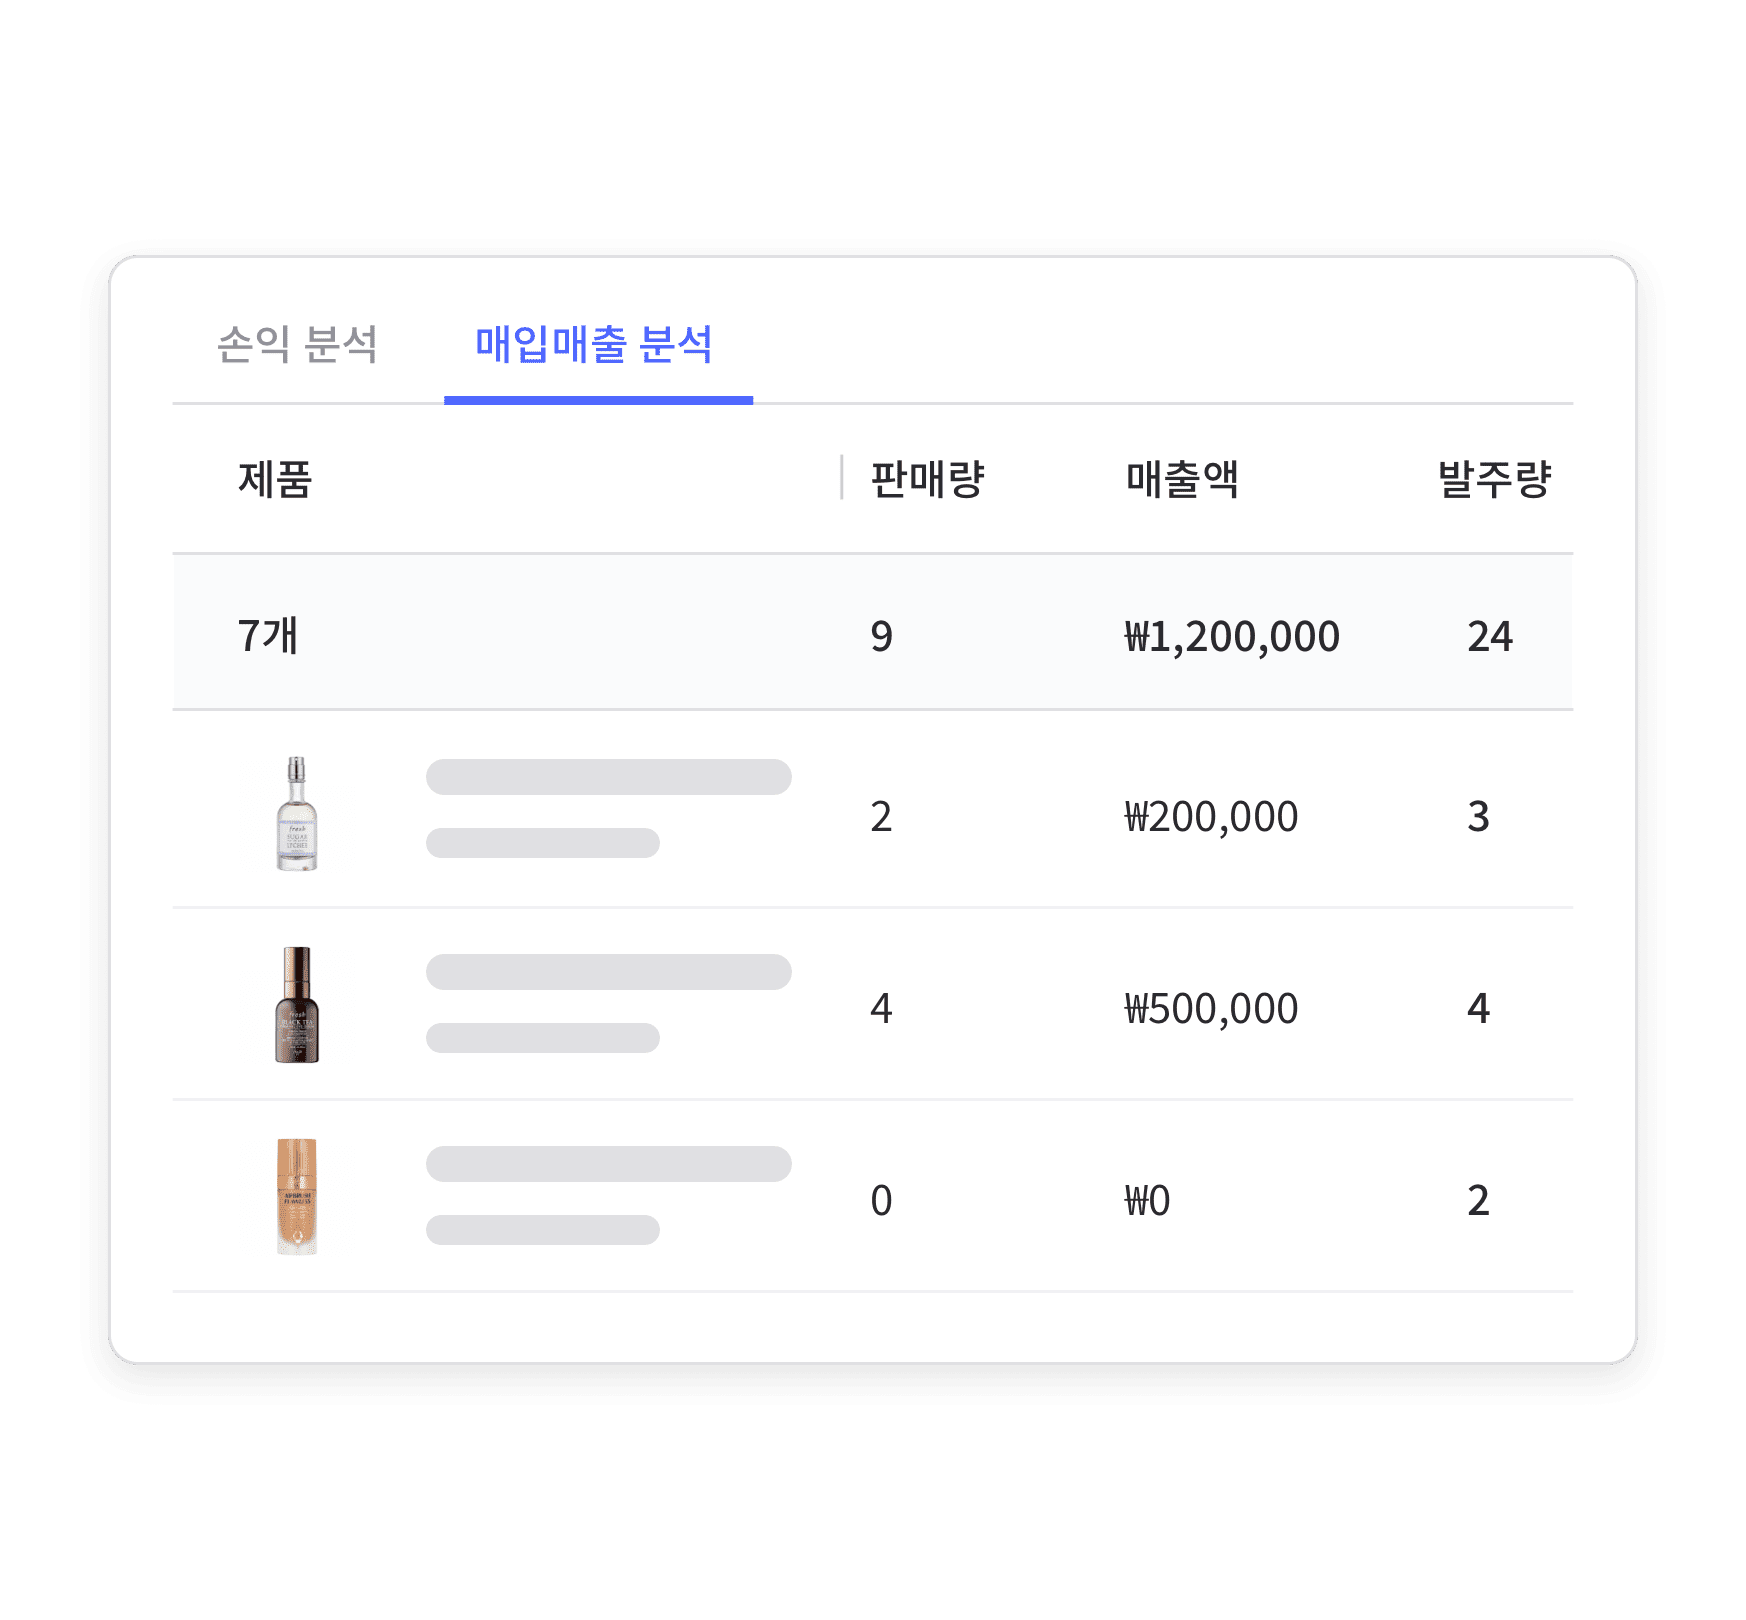 손익 분석 매입매출 분석
제품 판매량 매출액 발주량
7개 9 ₩1,200,000 24
fresh
SUGAR
LYCHEE
2 ₩200,000 3
fresh
BLACK TEA
4 ₩500,000 4
AIRBRUSH
FLAWLESS
0 ₩0 2